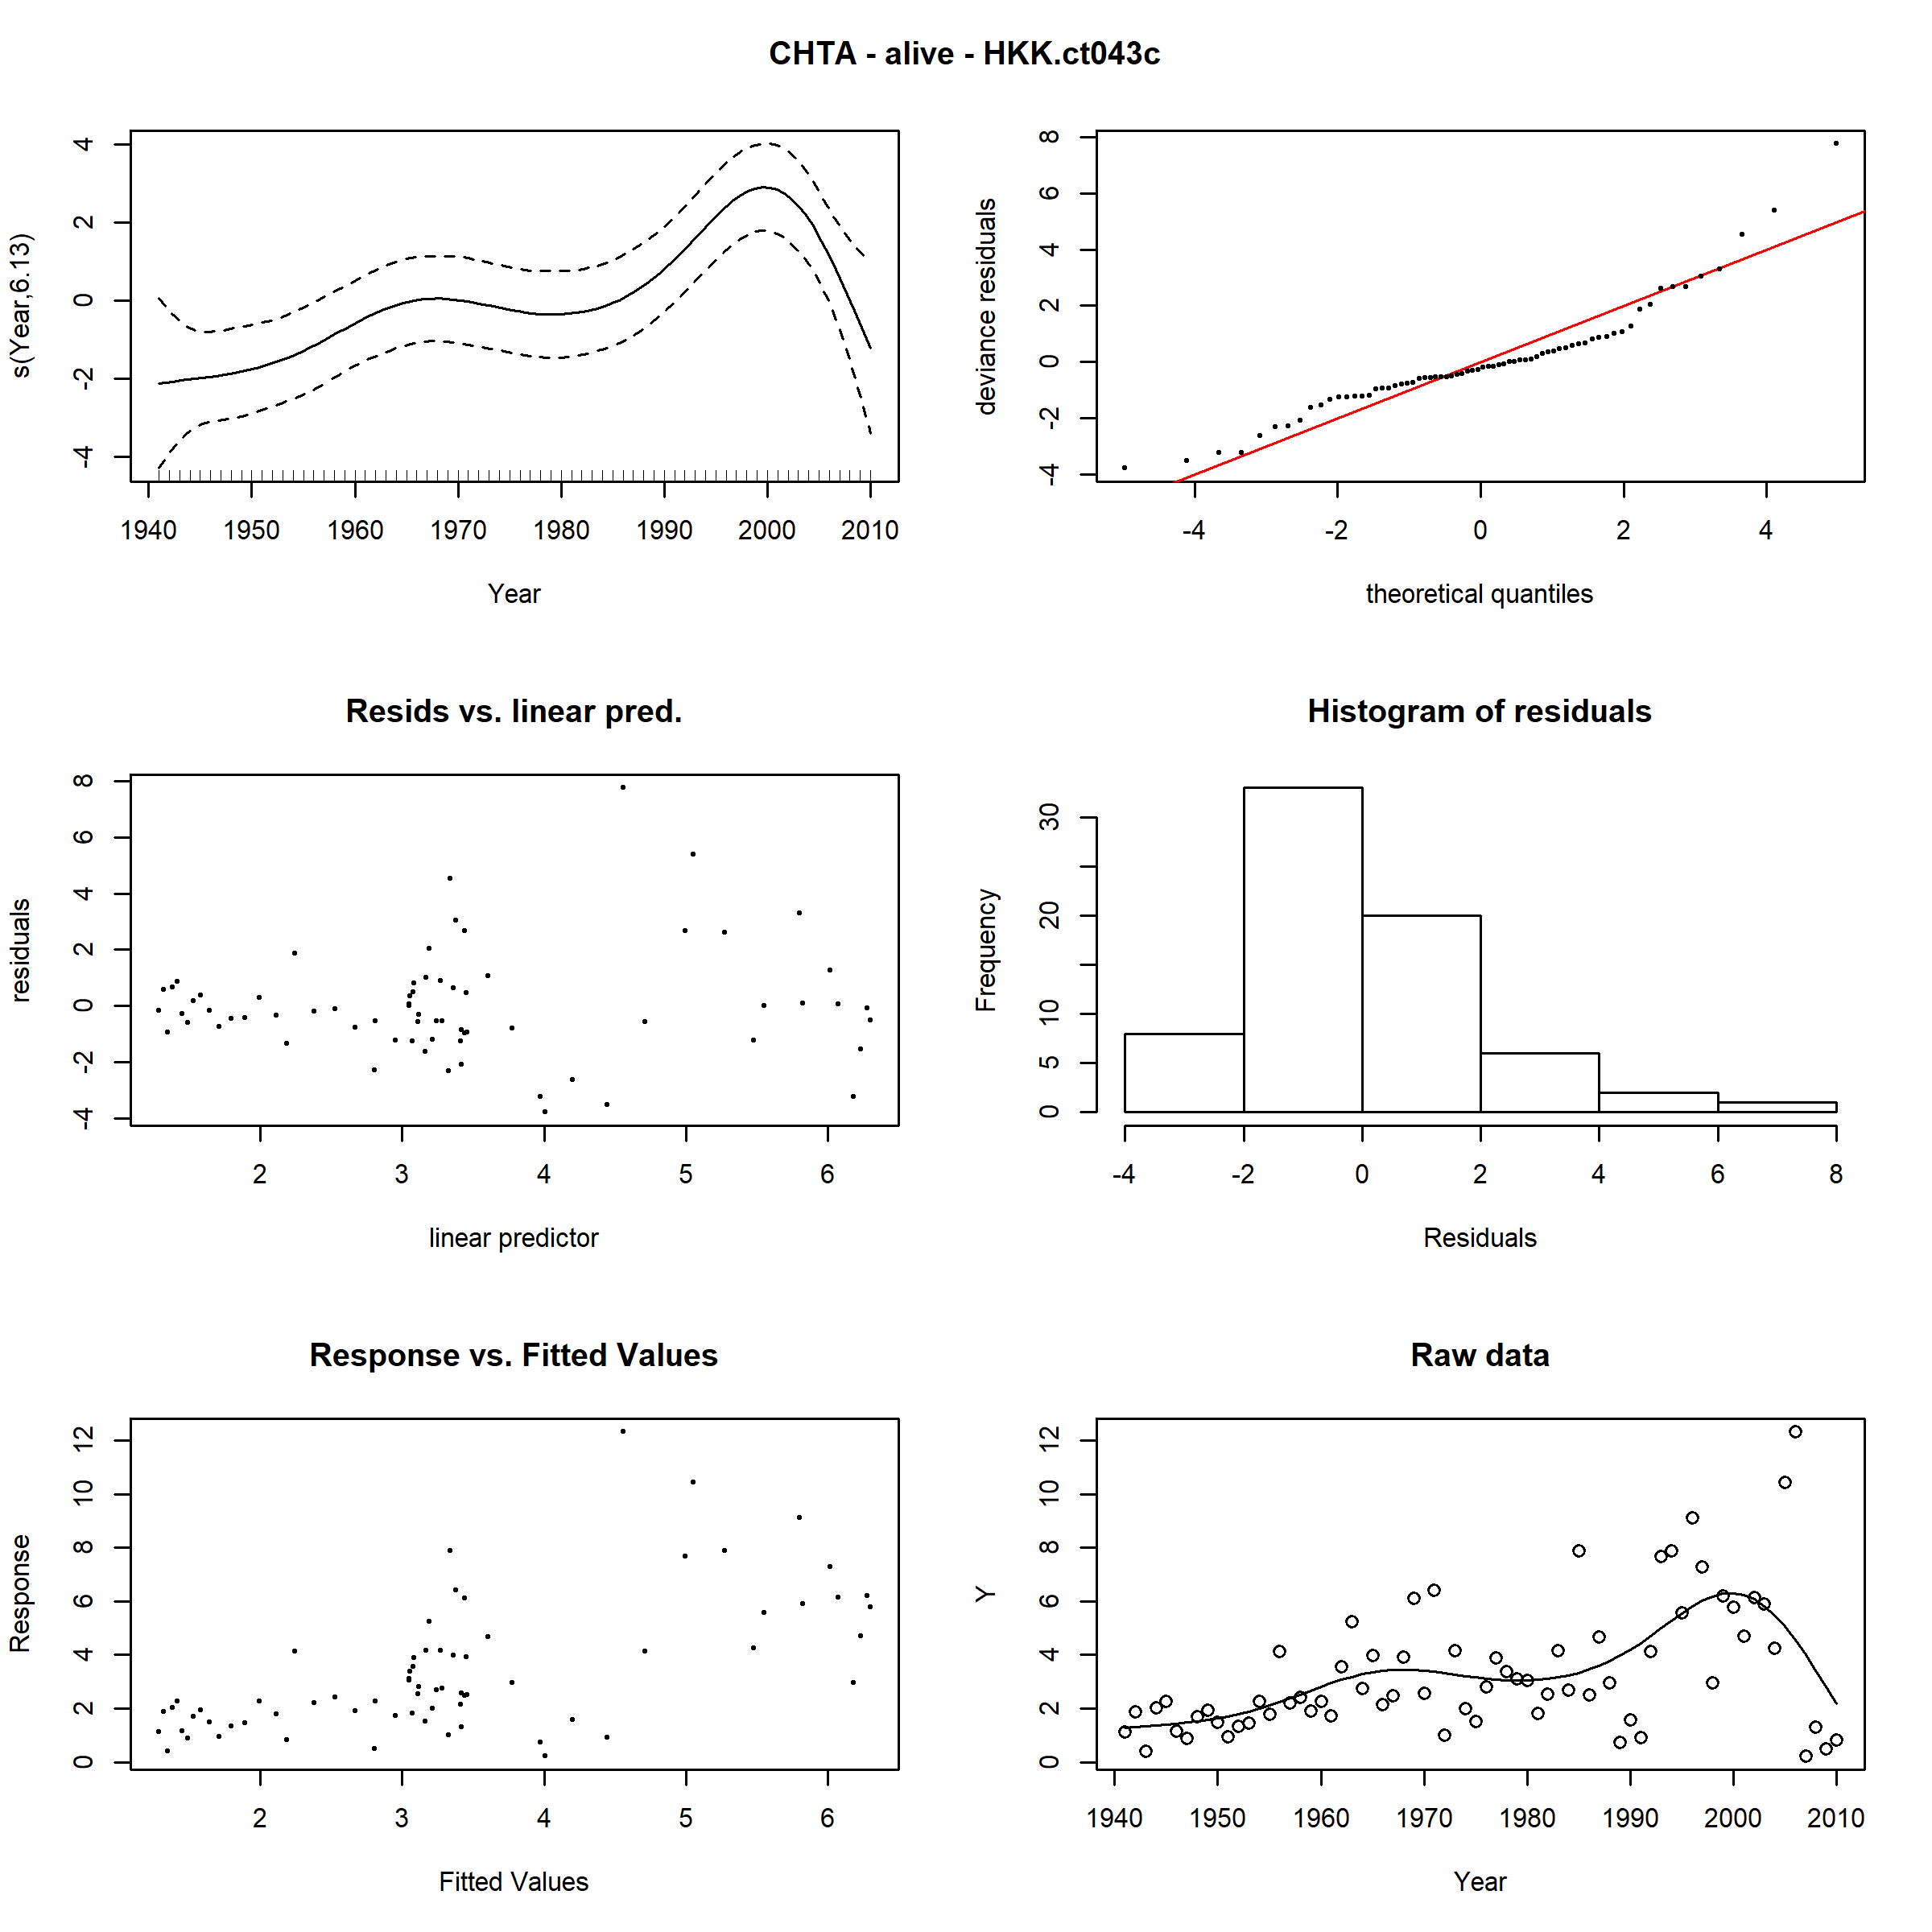 CHTA - alive - HKK.ct043c
s(Year,6.13)
4
2
0
-2
-4
1940 1950 1960 1970 1980 1990 2000 2010
Year
deviance residuals
8
6
4
2
0
-2
-4
-4 -2 0 2 4
theoretical quantiles
Resids vs. linear pred.
residuals
8
6
4
2
0
-2
-4
2 3 4 5 6
linear predictor
Histogram of residuals
Frequency
30
20
10
5
0
-4 -2 0 2 4 6 8
Residuals
Response vs. Fitted Values
Response
12
10
8
6
4
2
0
2 3 4 5 6
Fitted Values
Raw data
Y
12
10
8
6
4
2
0
1940 1950 1960 1970 1980 1990 2000 2010
Year